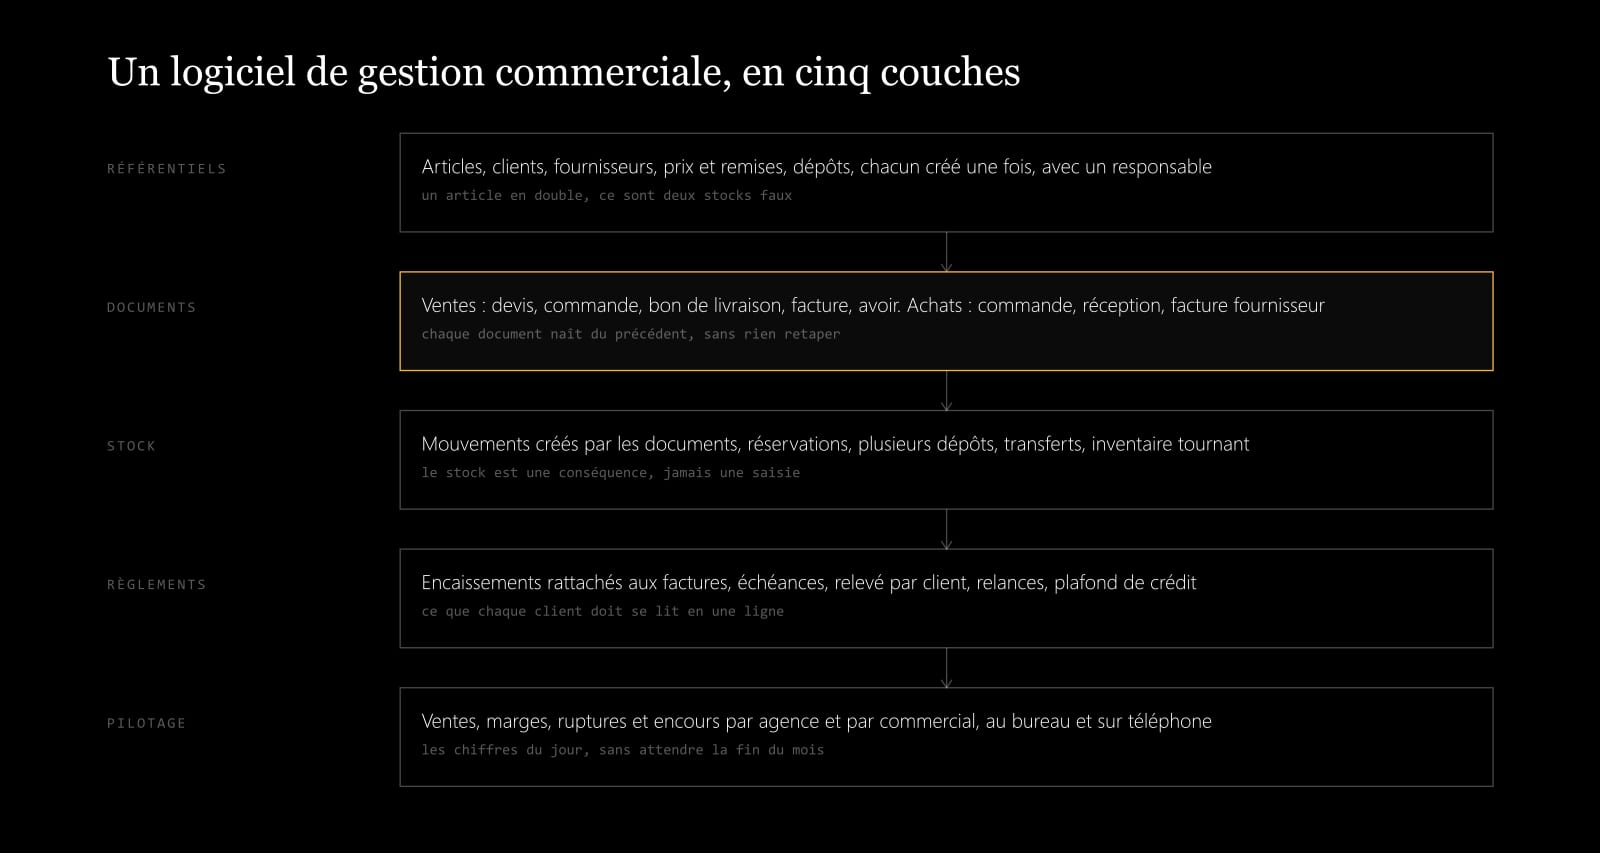 Un logiciel de gestion commerciale, en cinq couches
RÉFÉRENTIELS
Articles, clients, fournisseurs, prix et remises, dépôts, chacun créé une fois, avec un responsable
un article en double, ce sont deux stocks faux
DOCUMENTS
Ventes : devis, commande, bon de livraison, facture, avoir. Achats : commande, réception, facture fournisseur
chaque document naît du précédent, sans rien retaper
STOCK
Mouvements créés par les documents, réservations, plusieurs dépôts, transferts, inventaire tournant
le stock est une conséquence, jamais une saisie
RÈGLEMENTS
Encaissements rattachés aux factures, échéances, relevé par client, relances, plafond de crédit
ce que chaque client doit se lit en une ligne
PILOTAGE
Ventes, marges, ruptures et encours par agence et par commercial, au bureau et sur téléphone
les chiffres du jour, sans attendre la fin du mois